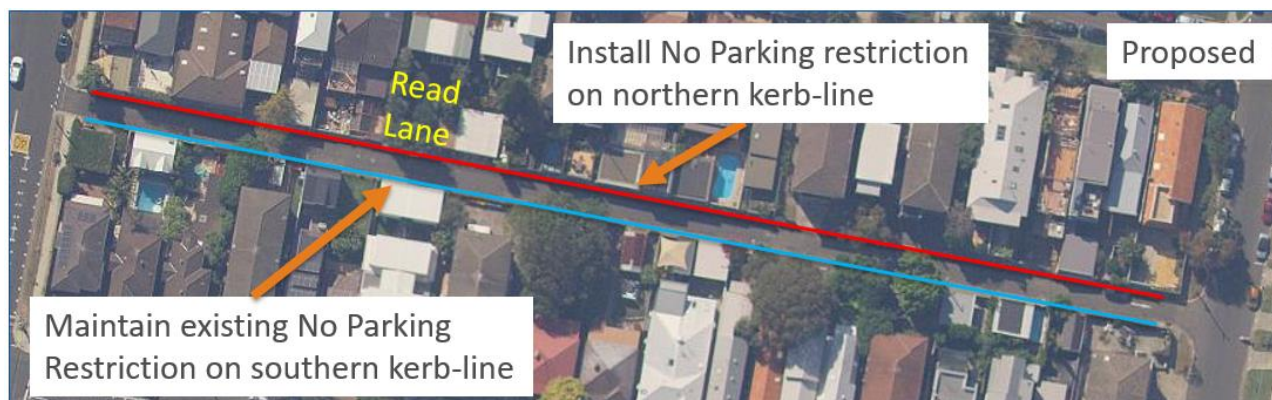 Install No Parking restriction
on northern kerb-line
Proposed
Read
Lane
Maintain existing No Parking
Restriction on southern kerb-line